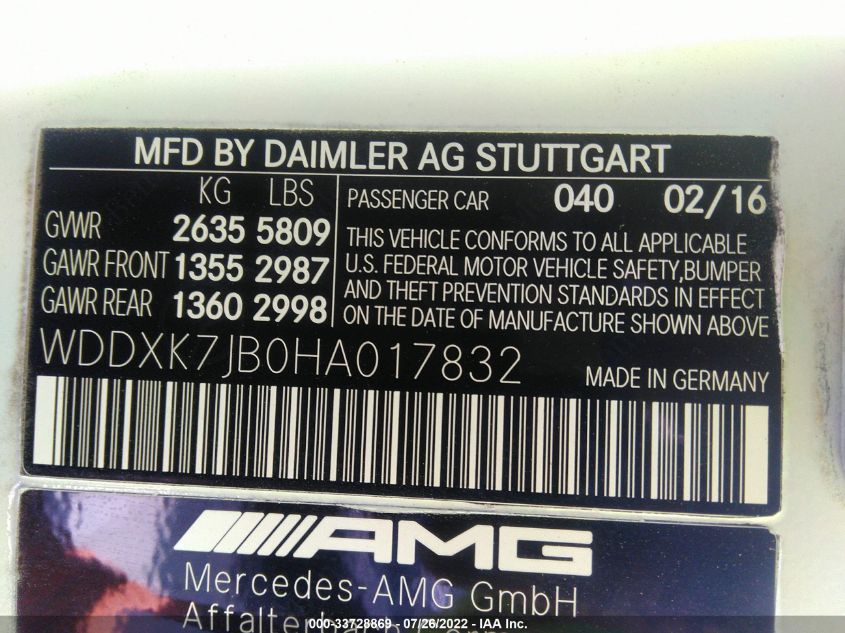 MFD BY DAIMLER AG STUTTGART
KG LBS
GVWR 2635 5809
GAWR FRONT 1355 2987
GAWR REAR 1360 2998
PASSENGER CAR 040 02/16
THIS VEHICLE CONFORMS TO ALL APPLICABLE
U.S. FEDERAL MOTOR VEHICLE SAFETY,BUMPER
AND THEFT PREVENTION STANDARDS IN EFFECT
ON THE DATE OF MANUFACTURE SHOWN ABOVE
WDDXK7JB0HA017832
MADE IN GERMANY
AMG
Mercedes-AMG GmbH
000-33728869 - 07/26/2022 - IAA Inc.